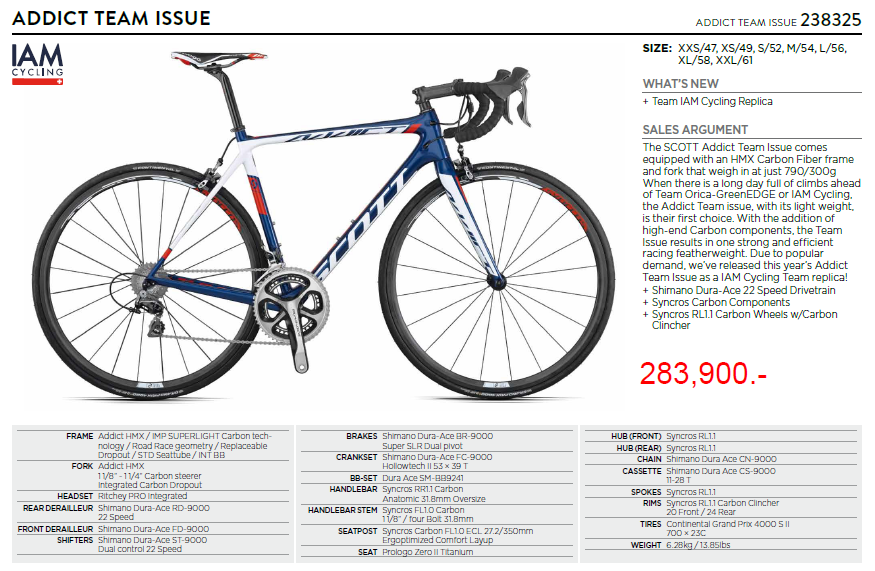 ADDICT TEAM ISSUE
ADDICT TEAM ISSUE 238325
IAM
CYCLING
SIZE: XXS/47, XS/49, S/52, M/54, L/56,
XL/58, XXL/61
WHAT'S NEW
+ Team IAM Cycling Replica
SALES ARGUMENT
The SCOTT Addict Team Issue comes
equipped with an HMX Carbon Fiber frame
and fork that weigh in at just 790/300g
When there is a long day full of climbs ahead
of Team Orica-GreenEDGE or IAM Cycling,
the Addict Team issue, with its light weight,
is their first choice. With the addition of
high-end Carbon components, the Team
Issue results in one strong and efficient
racing featherweight. Due to popular
demand, we've released this year's Addict
Team Issue as a IAM Cycling Team replica!
+ Shimano Dura-Ace 22 Speed Drivetrain
+ Syncros Carbon Components
+ Syncros RL1.1 Carbon Wheels w/Carbon
Clincher
283,900.-
ADDICT
SCOTT
FRAME Addict HMX / IMP SUPERLIGHT Carbon tech-
nology / Road Race geometry / Replaceable
Dropout / STD Seattube / INT BB
FORK Addict HMX
1 1/8" - 1 1/4" Carbon steerer
Integrated Carbon Dropout
HEADSET Ritchey PRO Integrated
REAR DERAILLEUR Shimano Dura-Ace RD-9000
22 Speed
FRONT DERAILLEUR Shimano Dura-Ace FD-9000
SHIFTERS Shimano Dura-Ace ST-9000
Dual control 22 Speed
BRAKES Shimano Dura-Ace BR-9000
Super SLR Dual pivot
CRANKSET Shimano Dura-Ace FC-9000
Hollowtech II 53 × 39 T
BB-SET Dura Ace SM-BB9241
HANDLEBAR Syncros RR1.1 Carbon
Anatomic 31.8mm Oversize
HANDLEBAR STEM Syncros FL1.0 Carbon
1 1/8" / four Bolt 31.8mm
SEATPOST Syncros Carbon FL1.0 ECL 27.2/350mm
Ergoptimized Comfort Layup
SEAT Prologo Zero II Titanium
HUB (FRONT) Syncros RL1.1
HUB (REAR) Syncros RL1.1
CHAIN Shimano Dura Ace CN-9000
CASSETTE Shimano Dura Ace CS-9000
11-28 T
SPOKES Syncros RL1.1
RIMS Syncros RL1.1 Carbon Clincher
20 Front / 24 Rear
TIRES Continental Grand Prix 4000 S II
700 × 23C
WEIGHT 6.28kg / 13.85lbs